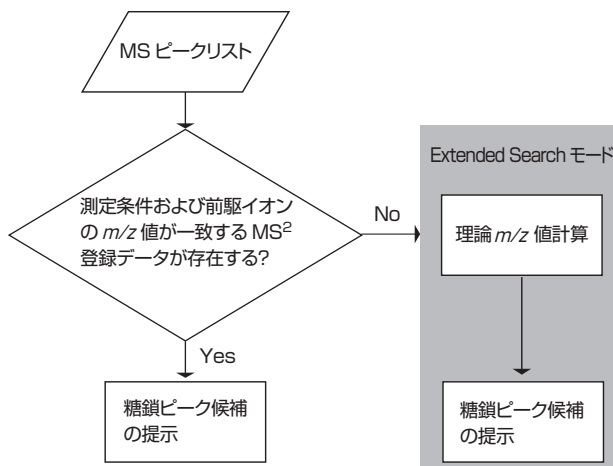 MS ピークリスト
測定条件および前駆イオン
の m/z 値が一致する MS²
登録データが存在する?
No
Yes
糖鎖ピーク候補
の提示
Extended Search モード
理論 m/z 値計算
糖鎖ピーク候補
の提示